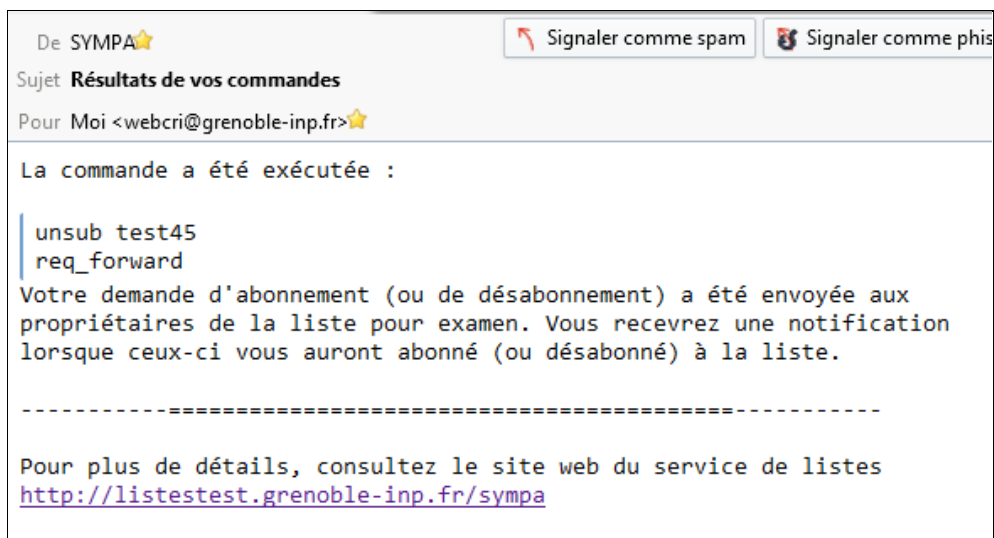 De SYMPA
Signaler comme spam
Signaler comme phis
Sujet Résultats de vos commandes
Pour Moi <webcri@grenoble-inp.fr>
La commande a été exécutée :
unsub test45
req_forward
Votre demande d'abonnement (ou de désabonnement) a été envoyée aux
propriétaires de la liste pour examen. Vous recevrez une notification
lorsque ceux-ci vous auront abonné (ou désabonné) à la liste.
-----------==========================================-----------
Pour plus de détails, consultez le site web du service de listes
http://listestest.grenoble-inp.fr/sympa